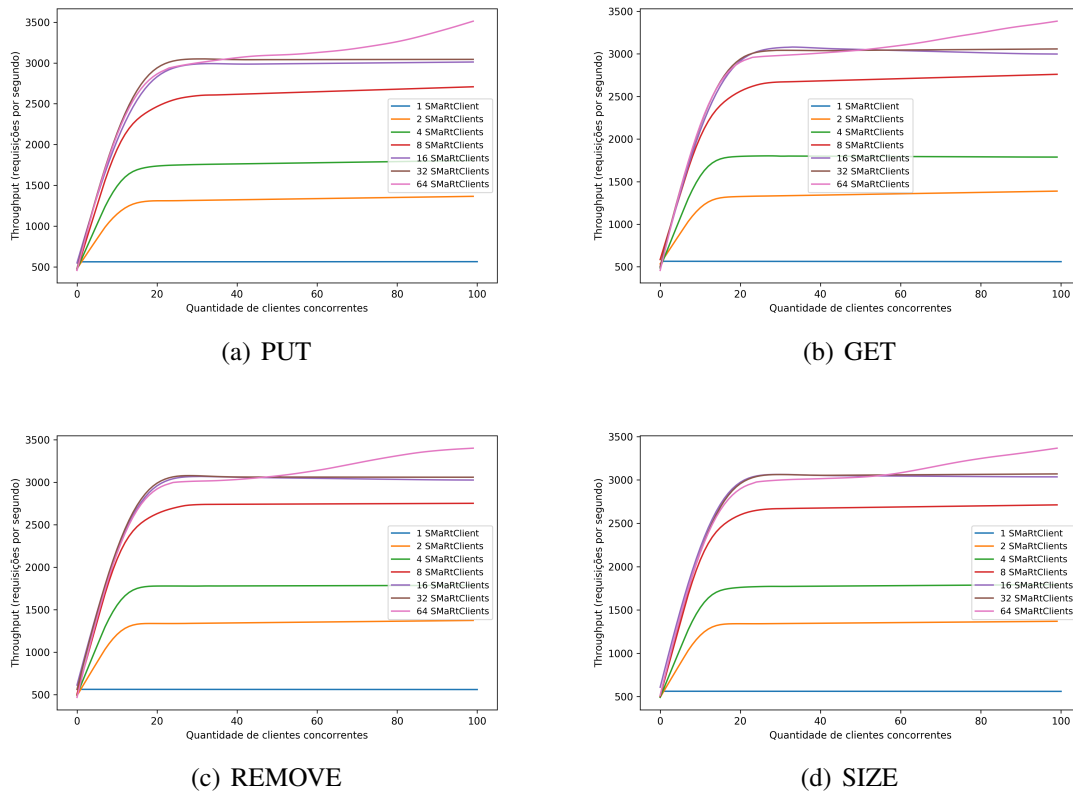 3500
3000
2500
2000
1500
1000
500
Throughput (requisições por segundo)
1 SMaRtClient
2 SMaRtClients
4 SMaRtClients
8 SMaRtClients
16 SMaRtClients
32 SMaRtClients
64 SMaRtClients
0 20 40 60 80 100
Quantidade de clientes concorrentes
(a) PUT
3500
3000
2500
2000
1500
1000
500
Throughput (requisições por segundo)
1 SMaRtClient
2 SMaRtClients
4 SMaRtClients
8 SMaRtClients
16 SMaRtClients
32 SMaRtClients
64 SMaRtClients
0 20 40 60 80 100
Quantidade de clientes concorrentes
(b) GET
3500
3000
2500
2000
1500
1000
500
Throughput (requisições por segundo)
1 SMaRtClient
2 SMaRtClients
4 SMaRtClients
8 SMaRtClients
16 SMaRtClients
32 SMaRtClients
64 SMaRtClients
0 20 40 60 80 100
Quantidade de clientes concorrentes
(c) REMOVE
3500
3000
2500
2000
1500
1000
500
Throughput (requisições por segundo)
1 SMaRtClient
2 SMaRtClients
4 SMaRtClients
8 SMaRtClients
16 SMaRtClients
32 SMaRtClients
64 SMaRtClients
0 20 40 60 80 100
Quantidade de clientes concorrentes
(d) SIZE